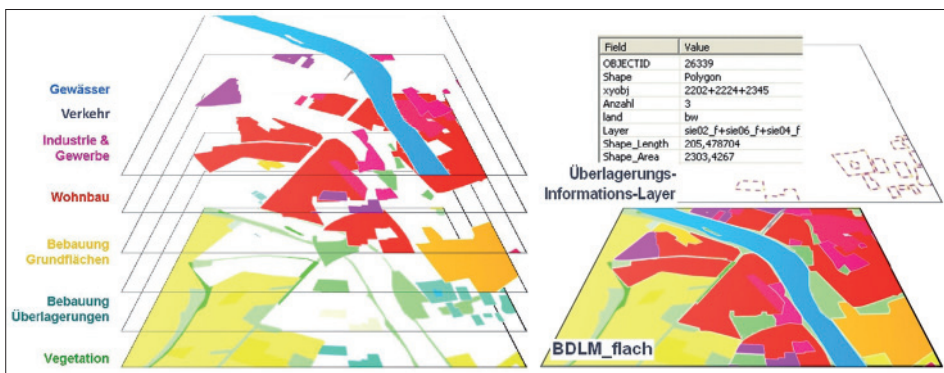 Gewässer
Verkehr
Industrie &
Gewerbe
Wohnbau
Bebauung
Grundflächen
Bebauung
Überlagerungen
Vegetation
Field Value
OBJECTID 26339
Shape Polygon
xyobj 2202+2224+2345
Anzahl 3
land bw
Layer sie02_f+sie06_f+sie04_f
Shape_Length 205,478704
Shape_Area 2303,4267
Überlagerungs-
Informations-Layer
BDLM_flach